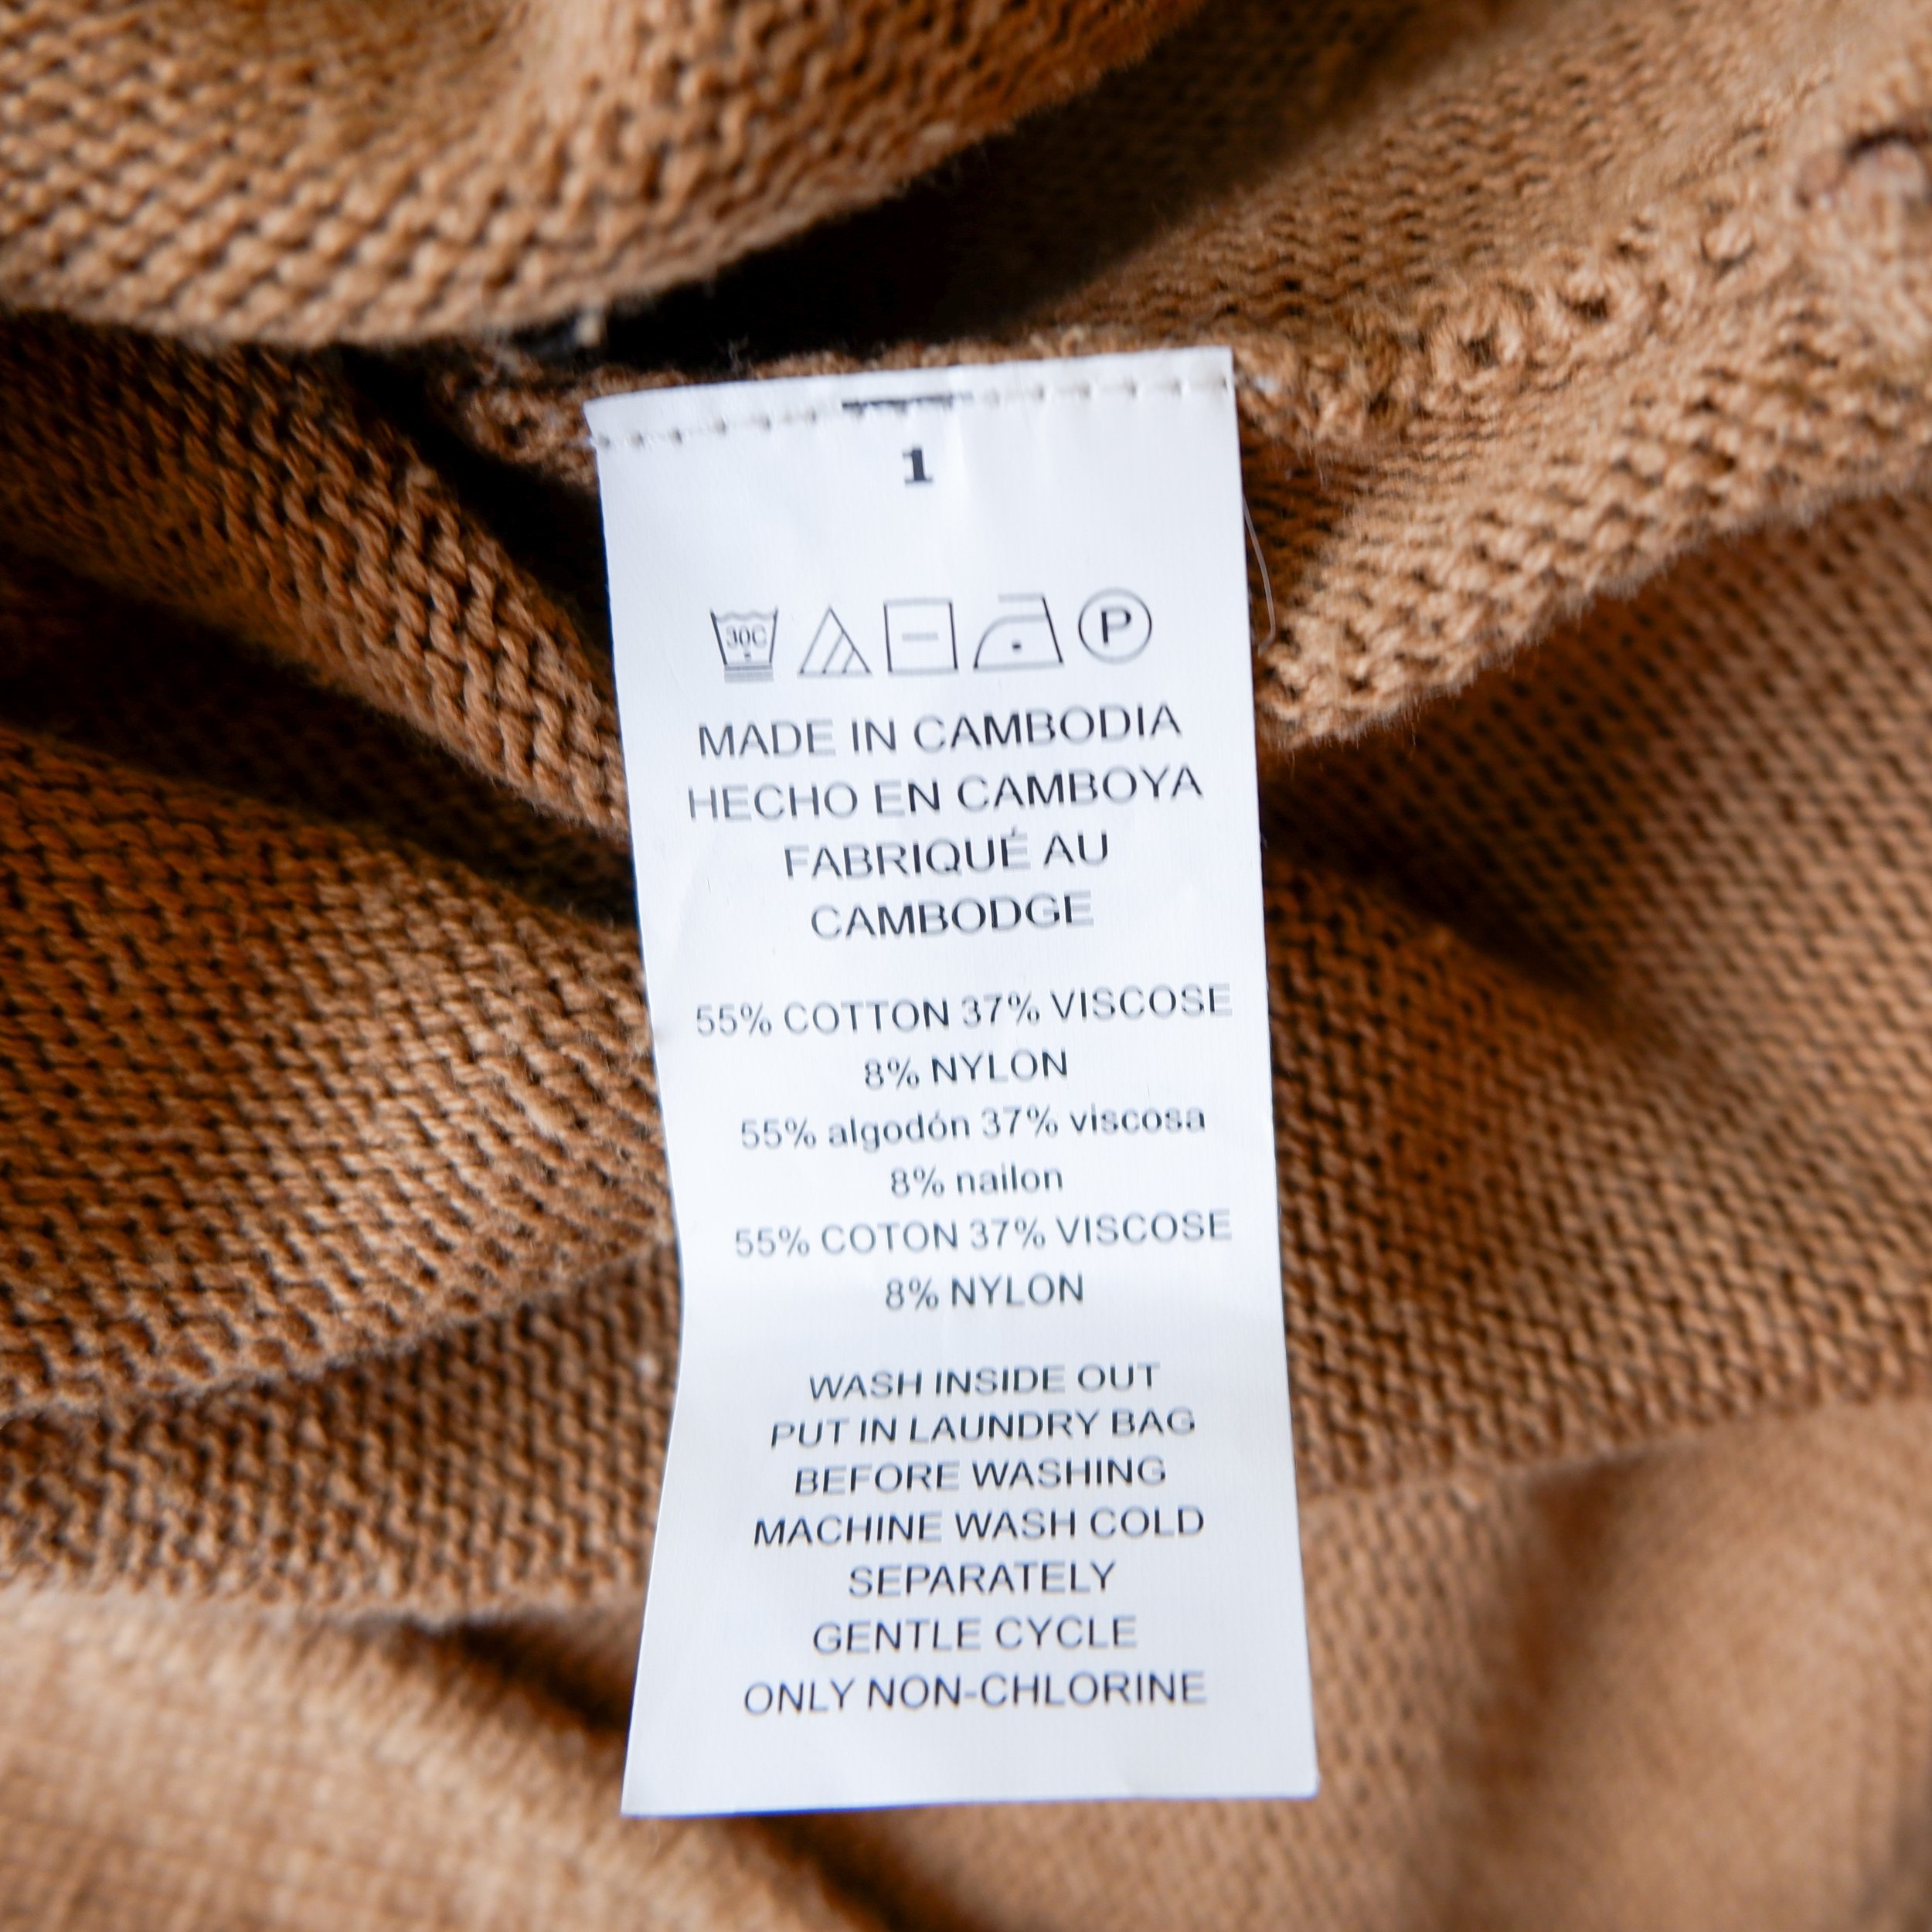 1
30C
P
MADE IN CAMBODIA
HECHO EN CAMBOYA
FABRIQUÉ AU
CAMBODGE
55% COTTON 37% VISCOSE
8% NYLON
55% algodón 37% viscosa
8% nailon
55% COTON 37% VISCOSE
8% NYLON
WASH INSIDE OUT
PUT IN LAUNDRY BAG
BEFORE WASHING
MACHINE WASH COLD
SEPARATELY
GENTLE CYCLE
ONLY NON-CHLORINE